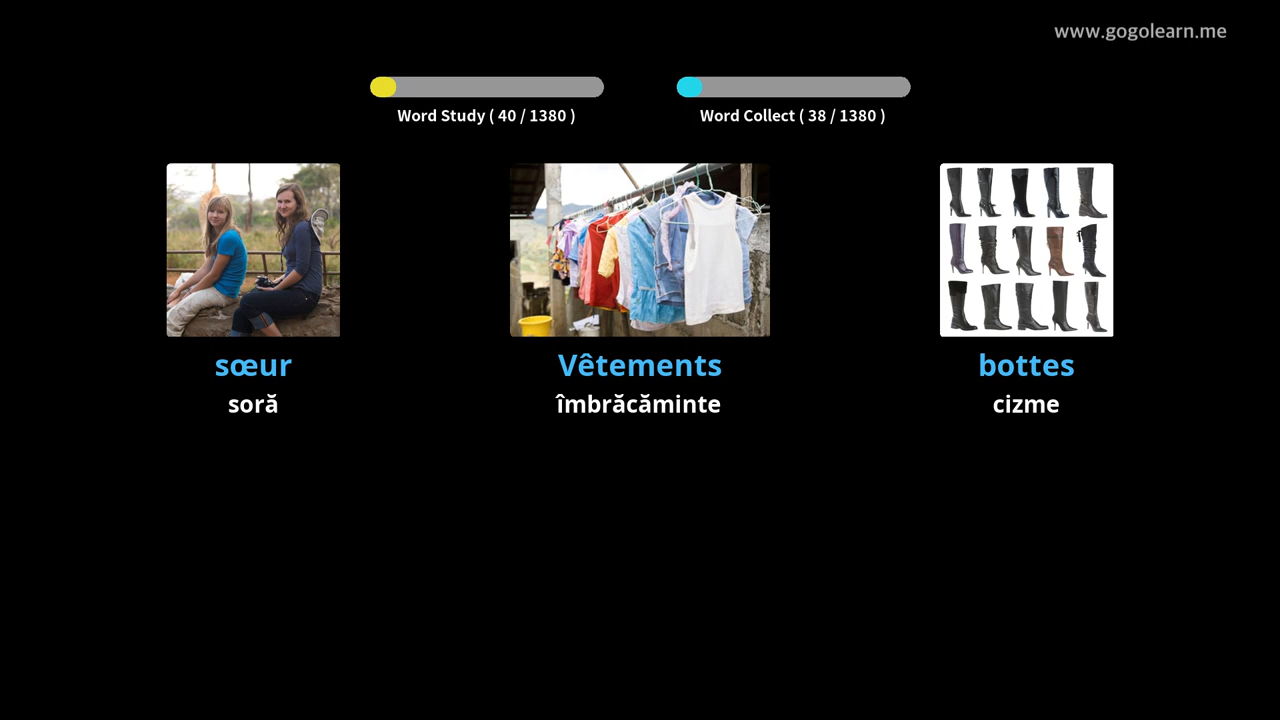 www.gogolearn.me
Word Study ( 40 / 1380 )
Word Collect ( 38 / 1380 )
sœur
soră
Vêtements
îmbrăcăminte
bottes
cizme